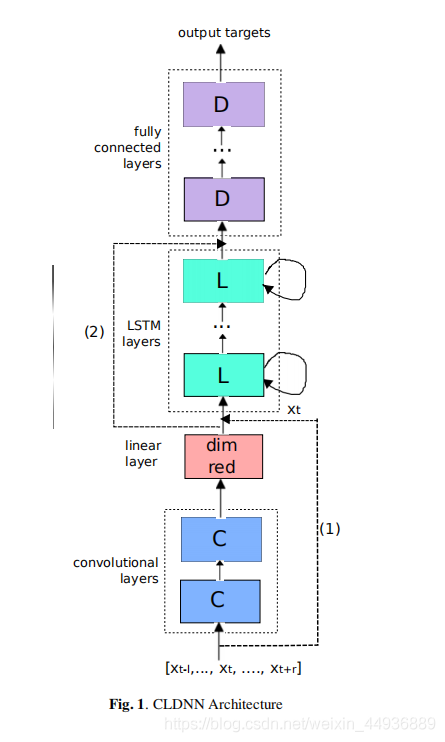 output targets
D
fully
connected
layers
...
D
L
(2)
LSTM
layers
...
L
xt
linear
layer
dim
red
(1)
C
convolutional
layers
C
[xt-l,..., xt, ...., xt+r]
Fig. 1. CLDNN Architecture
https://blog.csdn.net/weixin_44936889